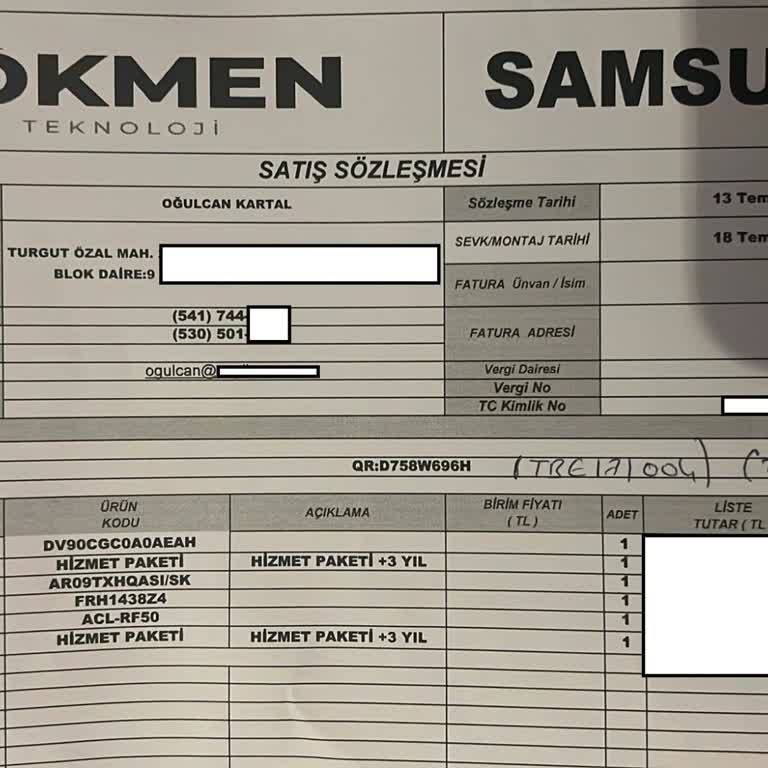 ÖKMEN
TEKNOLOJİ
SAMSU
SATIŞ SÖZLEŞMESİ
OĞULCAN KARTAL
Sözleşme Tarihi
13 Tem
TURGUT ÖZAL MAH.
BLOK DAİRE:9
SEVK/MONTAJ TARİHİ
18 Tem
FATURA Ünvan / İsim
(541) 744-
(530) 501-
FATURA ADRESİ
ogulcan@
Vergi Dairesi
Vergi No
TC Kimlik No
QR:D758W696H (TRE171004) (
ÜRÜN KODU AÇIKLAMA BİRİM FİYATI ( TL ) ADET LİSTE TUTAR ( TL
DV90CGC0A0AEAH 1
HİZMET PAKETİ HİZMET PAKETİ +3 YIL 1
AR09TXHQASI/SK 1
FRH1438Z4 1
ACL-RF50 1
HİZMET PAKETİ HİZMET PAKETİ +3 YIL 1